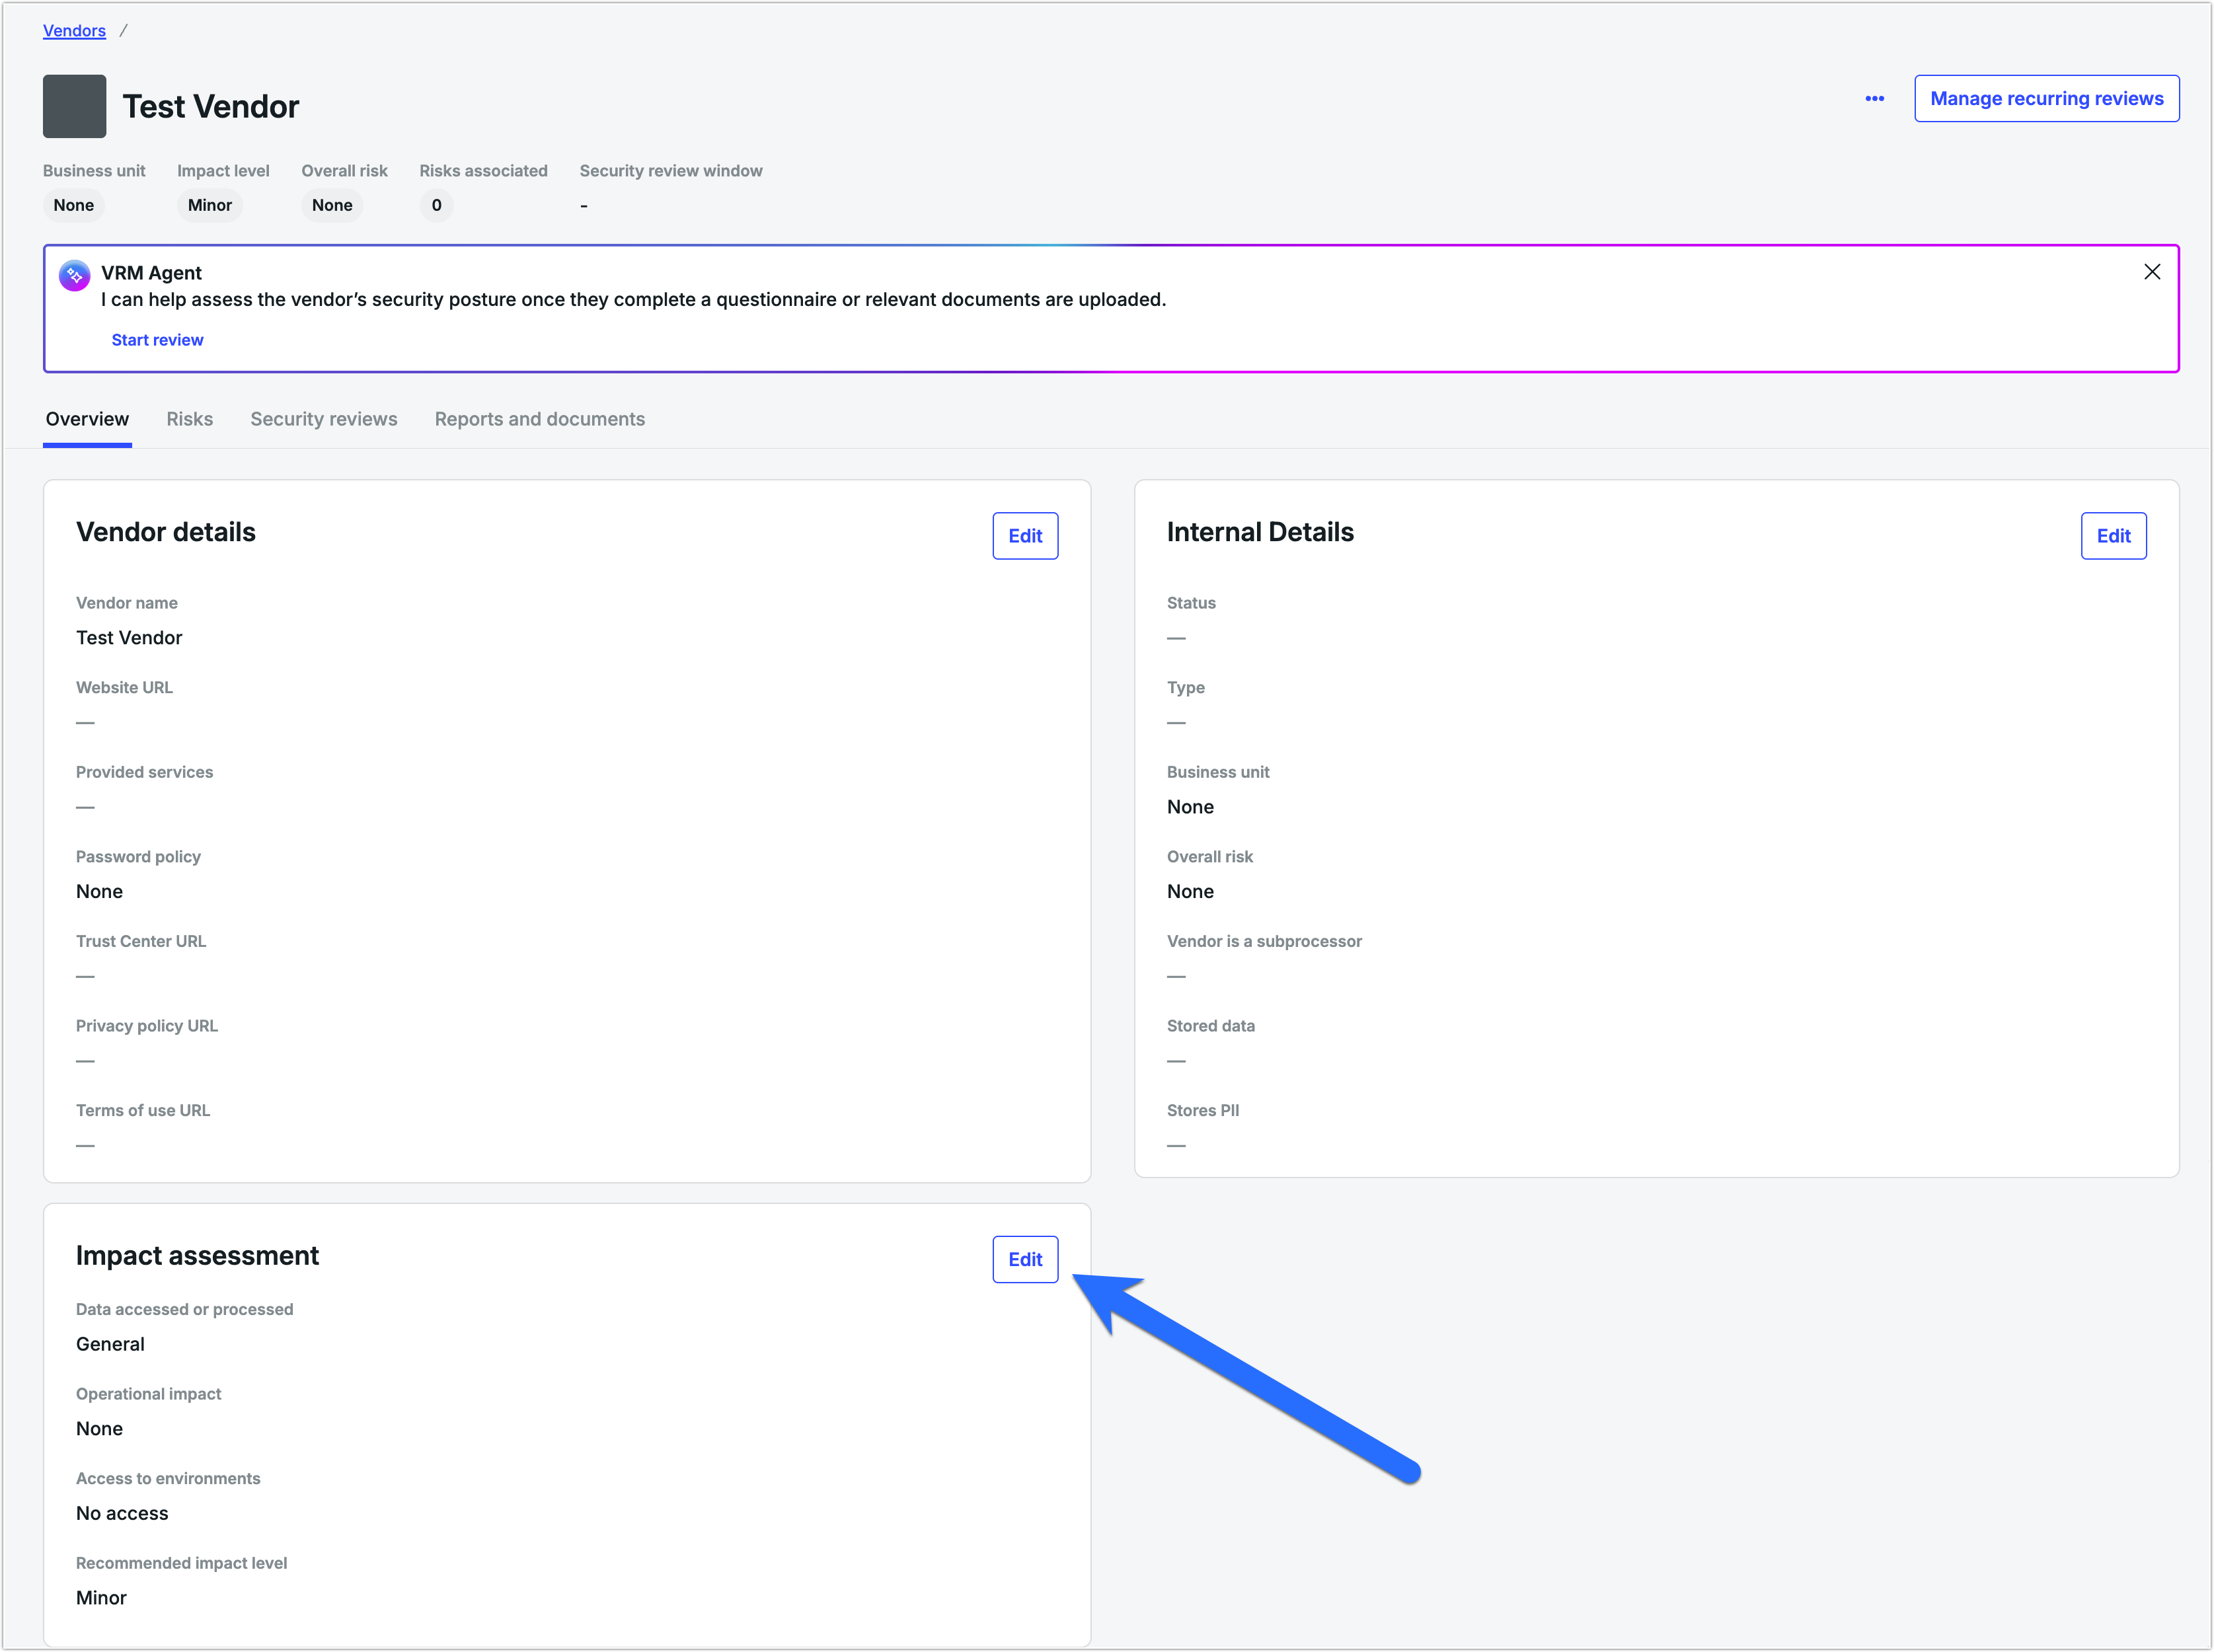 Vendors /
Test Vendor
••• Manage recurring reviews
Business unit Impact level Overall risk Risks associated Security review window
None Minor None 0 -
VRM Agent
I can help assess the vendor’s security posture once they complete a questionnaire or relevant documents are uploaded.
Start review
Overview Risks Security reviews Reports and documents
Vendor details
Edit
Vendor name
Test Vendor
Website URL
—
Provided services
—
Password policy
None
Trust Center URL
—
Privacy policy URL
—
Terms of use URL
—
Internal Details
Edit
Status
—
Type
—
Business unit
None
Overall risk
None
Vendor is a subprocessor
—
Stored data
—
Stores PII
—
Impact assessment
Edit
Data accessed or processed
General
Operational impact
None
Access to environments
No access
Recommended impact level
Minor